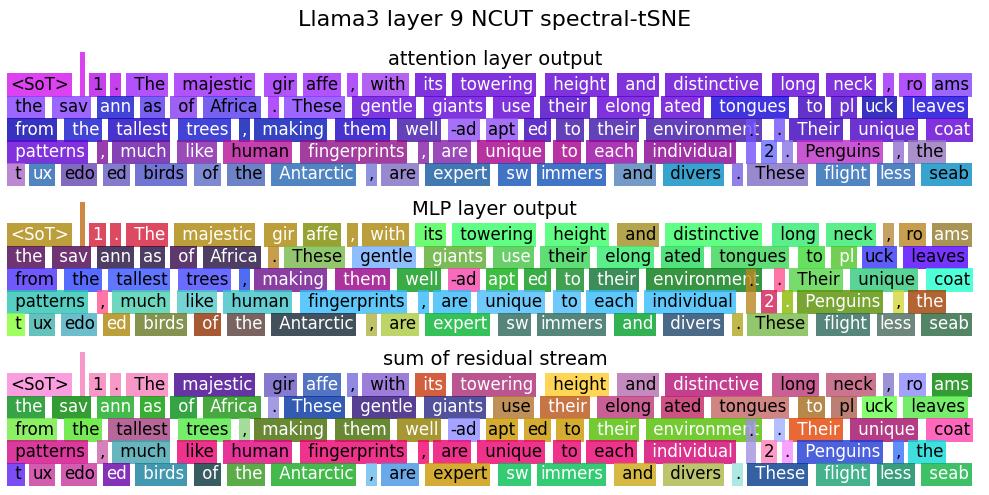 Llama3 layer 9 NCUT spectral-tSNE
attention layer output
<SoT> 1 . The majestic gir affe , with its towering height and distinctive long neck , ro ams
the sav ann as of Africa . These gentle giants use their elong ated tongues to pl uck leaves
from the tallest trees , making them well -ad apt ed to their environment . Their unique coat
patterns , much like human fingerprints , are unique to each individual . 2 . Penguins , the
t ux edo ed birds of the Antarctic , are expert sw immers and divers . These flight less seab
MLP layer output
<SoT> 1 . The majestic gir affe , with its towering height and distinctive long neck , ro ams
the sav ann as of Africa . These gentle giants use their elong ated tongues to pl uck leaves
from the tallest trees , making them well -ad apt ed to their environment . . Their unique coat
patterns , much like human fingerprints , are unique to each individual 2 . Penguins , the
t ux edo ed birds of the Antarctic , are expert sw immers and divers . These flight less seab
sum of residual stream
<SoT> 1 . The majestic gir affe , with its towering height and distinctive long neck , ro ams
the sav ann as of Africa . These gentle giants use their elong ated tongues to pl uck leaves
from the tallest trees , making them well -ad apt ed to their environment . . Their unique coat
patterns , much like human fingerprints , are unique to each individual 2 . Penguins , the
t ux edo ed birds of the Antarctic , are expert sw immers and divers . These flight less seab